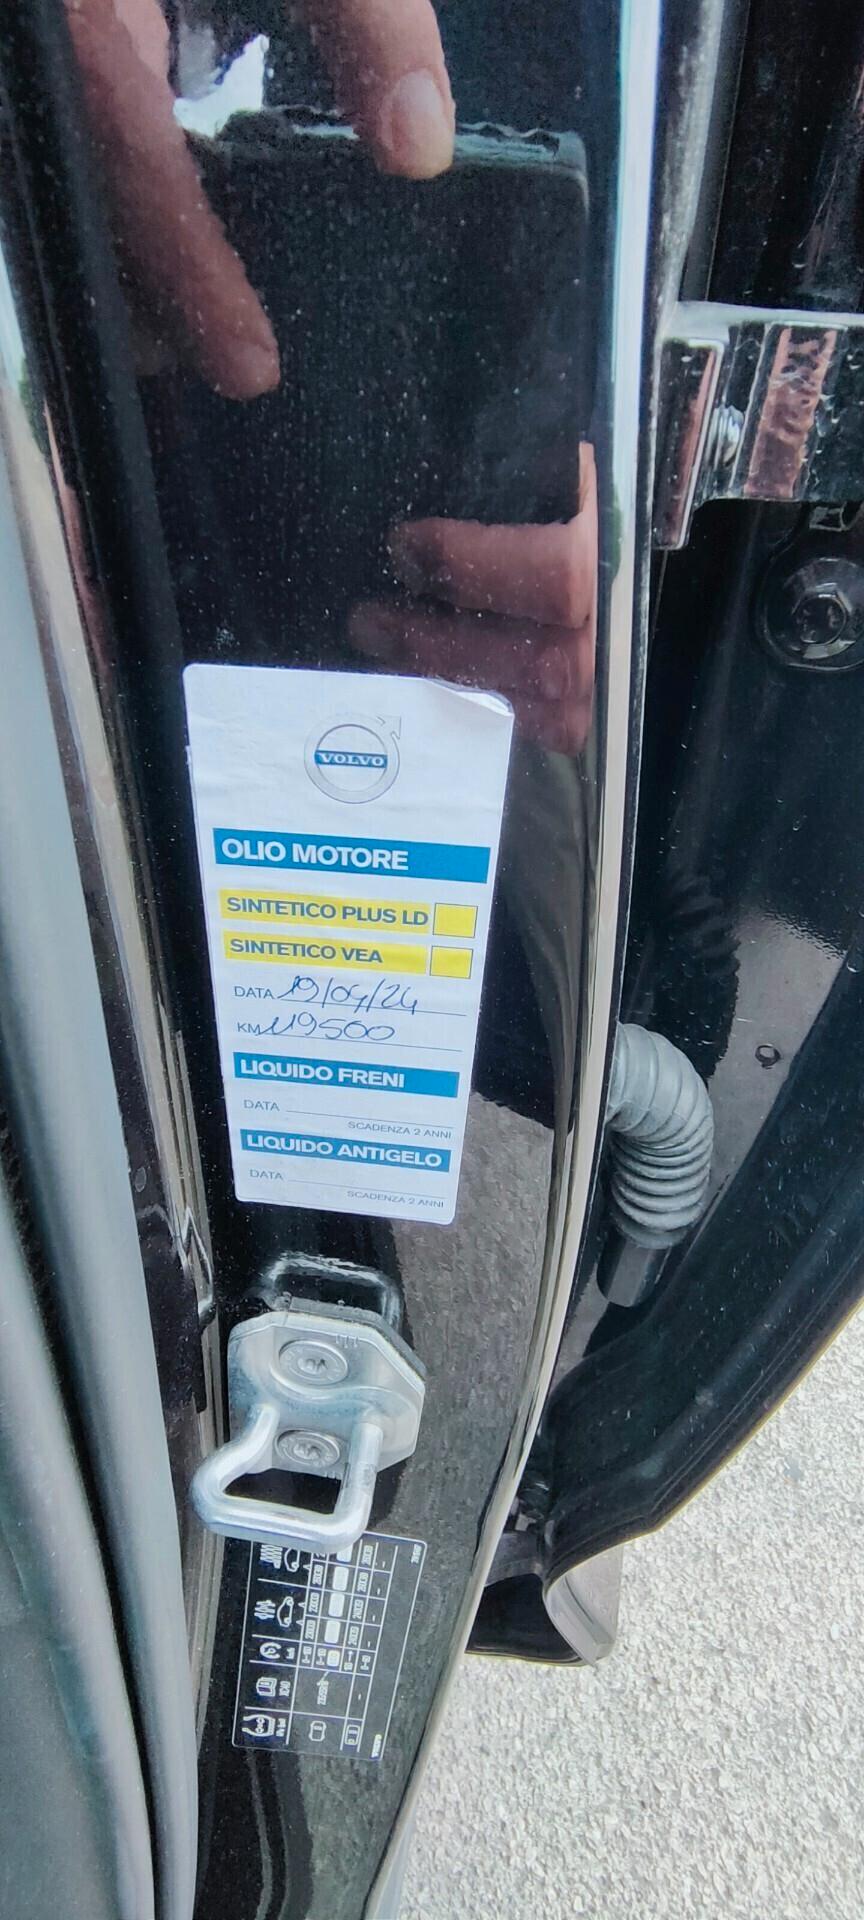 VOLVO
OLIO MOTORE
SINTETICO PLUS LD
SINTETICO VEA
DATA 19/04/24
KM 119500
LIQUIDO FRENI
DATA
SCADENZA 2 ANNI
LIQUIDO ANTIGELO
DATA
SCADENZA 2 ANNI